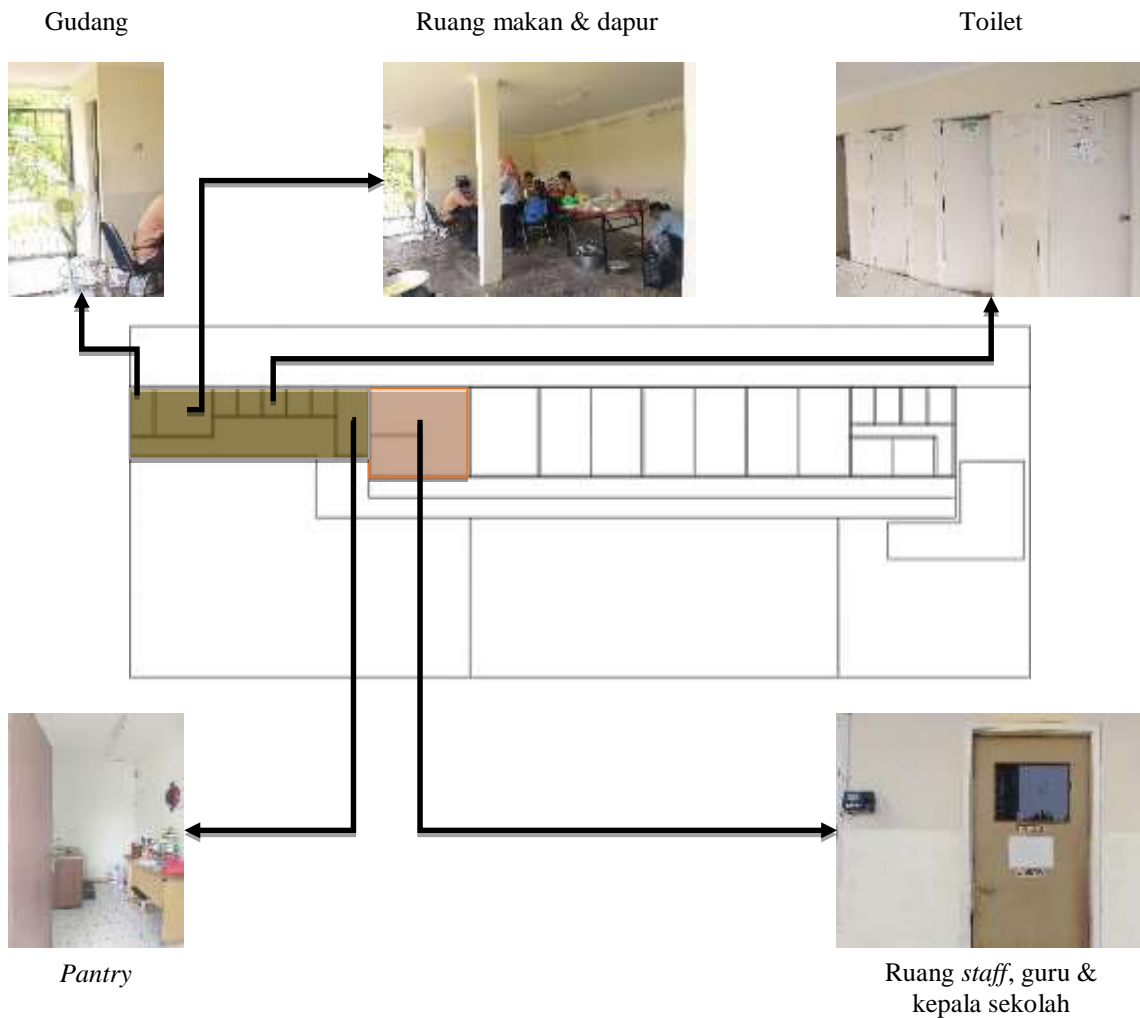 Gudang
Ruang makan & dapur
Toilet
Pantry
Ruang staff, guru &
kepala sekolah